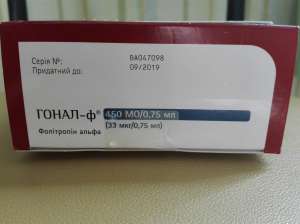 Серія №: BA047098
Придатний до: 09/2019
ГОНАЛ-ф® 450 МО/0,75 мл
(33 мкг/0,75 мл)
Фолітропін альфа